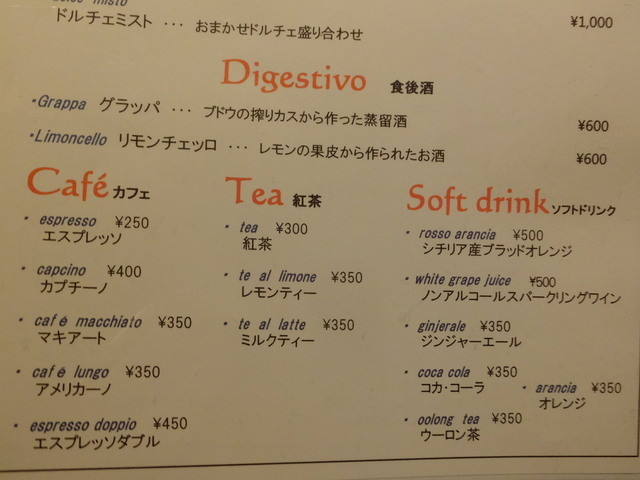 ドルチェミスト ･･･ おまかせドルチェ盛り合わせ ¥1,000
Digestivo 食後酒
・Grappa グラッパ ･･･ ブドウの搾りカスから作った蒸留酒 ¥600
・Limoncello リモンチェッロ ･･･ レモンの果皮から作られたお酒 ¥600
Café カフェ
・espresso ¥250
エスプレッソ
・capcino ¥400
カプチーノ
・café macchiato ¥350
マキアート
・café lungo ¥350
アメリカーノ
・espresso doppio ¥450
エスプレッソダブル
Tea 紅茶
・tea ¥300
紅茶
・te al limone ¥350
レモンティー
・te al latte ¥350
ミルクティー
Soft drink ソフトドリンク
・rosso arancia ¥500
シチリア産ブラッドオレンジ
・white grape juice ¥500
ノンアルコールスパークリングワイン
・ginjerale ¥350
ジンジャーエール
・coca cola ¥350
コカ・コーラ
・arancia ¥350
オレンジ
・oolong tea ¥350
ウーロン茶